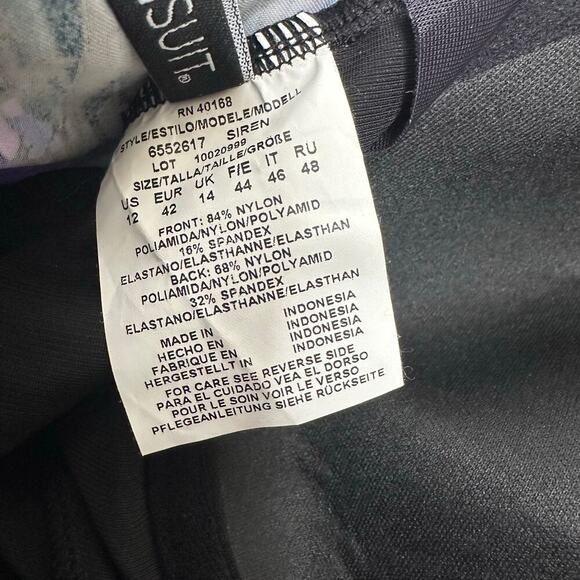 SUIT®
RN 40168
STYLE/ESTILO/MODELE/MODELL
6552617 SIREN
LOT 10020999
SIZE/TALLA/TAILLE/GRÖßE
US EUR UK F/E IT RU
12 42 14 44 46 48
FRONT: 84% NYLON
POLIAMIDA/NYLON/POLYAMID
16% SPANDEX
ELASTANO/ELASTHANNE/ELASTHAN
BACK: 68% NYLON
POLIAMIDA/NYLON/POLYAMID
32% SPANDEX
ELASTANO/ELASTHANNE/ELASTHAN
MADE IN INDONESIA
HECHO EN INDONESIA
FABRIQUE EN INDONESIA
HERGESTELLT IN INDONESIA
FOR CARE SEE REVERSE SIDE
PARA EL CUIDADO VEA EL DORSO
POUR LE SOIN VOIR LE VERSO
PFLEGEANLEITUNG SIEHE RÜCKSEITE